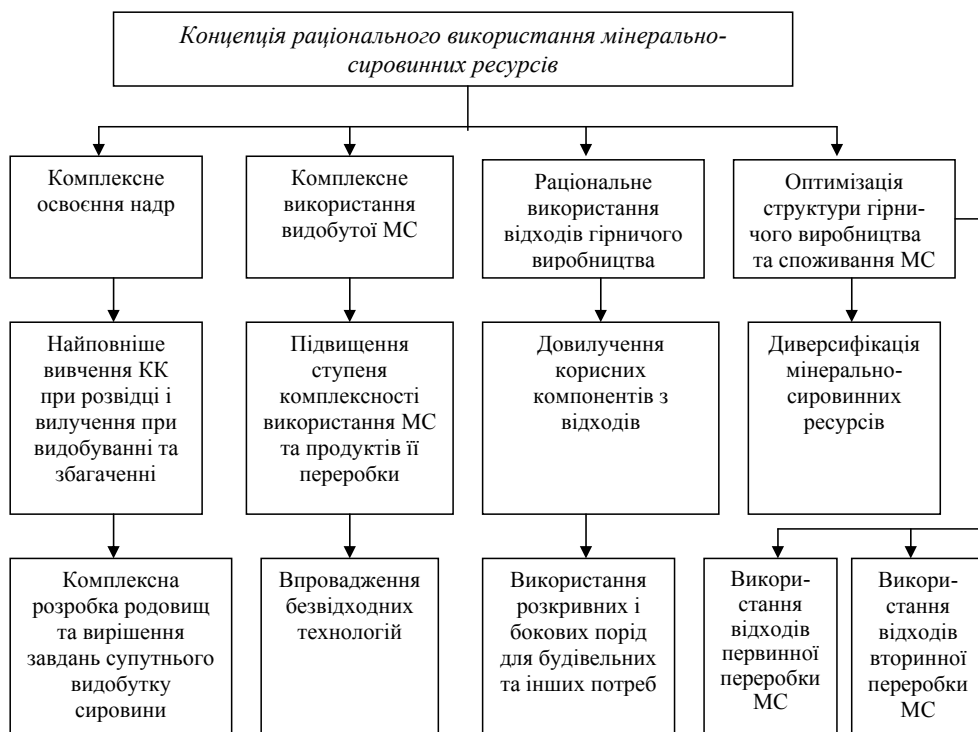 Концепція раціонального використання мінерально-
сировинних ресурсів
Комплексне
освоєння надр
Комплексне
використання
видобутої МС
Раціональне
використання
відходів гірничого
виробництва
Оптимізація
структури гірни-
чого виробництва
та споживання МС
Найповніше
вивчення КК
при розвідці і
вилучення при
видобуванні та
збагаченні
Підвищення
ступеня
комплексності
використання МС
та продуктів її
переробки
Довилучення
корисних
компонентів з
відходів
Диверсифікація
мінерально-
сировинних
ресурсів
Комплексна
розробка родовищ
та вирішення
завдань супутнього
видобутку
сировини
Впровадження
безвідходних
технологій
Використання
розкривних і
бокових порід
для будівельних
та інших потреб
Викори-
стання
відходів
первинної
переробки
МС
Викори-
стання
відходів
вторинної
переробки
МС